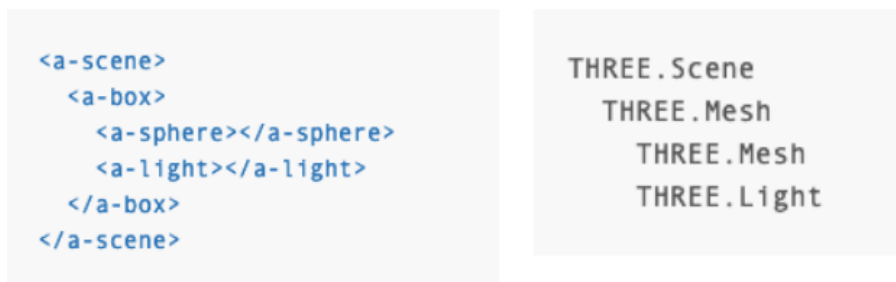 <a-scene>
<a-box>
<a-sphere></a-sphere>
<a-light></a-light>
</a-box>
</a-scene>
THREE.Scene
THREE.Mesh
THREE.Mesh
THREE.Light